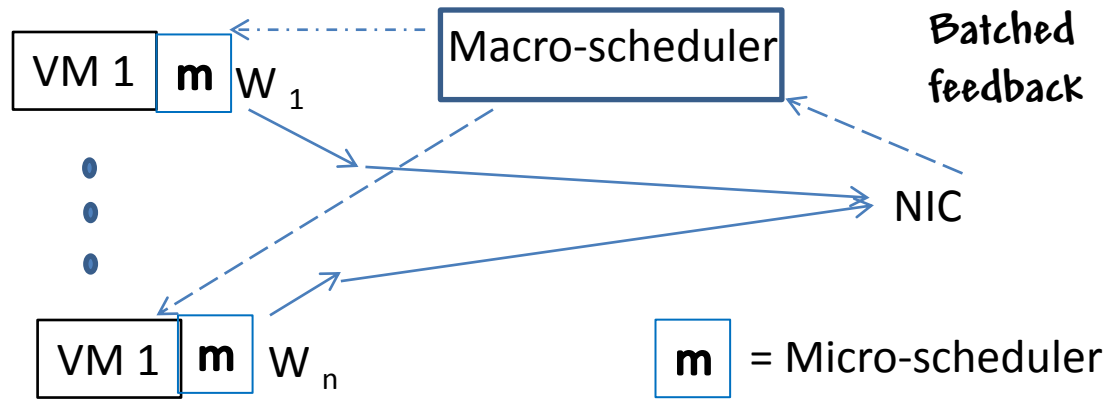 VM 1 m W 1
Macro-scheduler
Batched
feedback
NIC
VM 1 m W n
m = Micro-scheduler